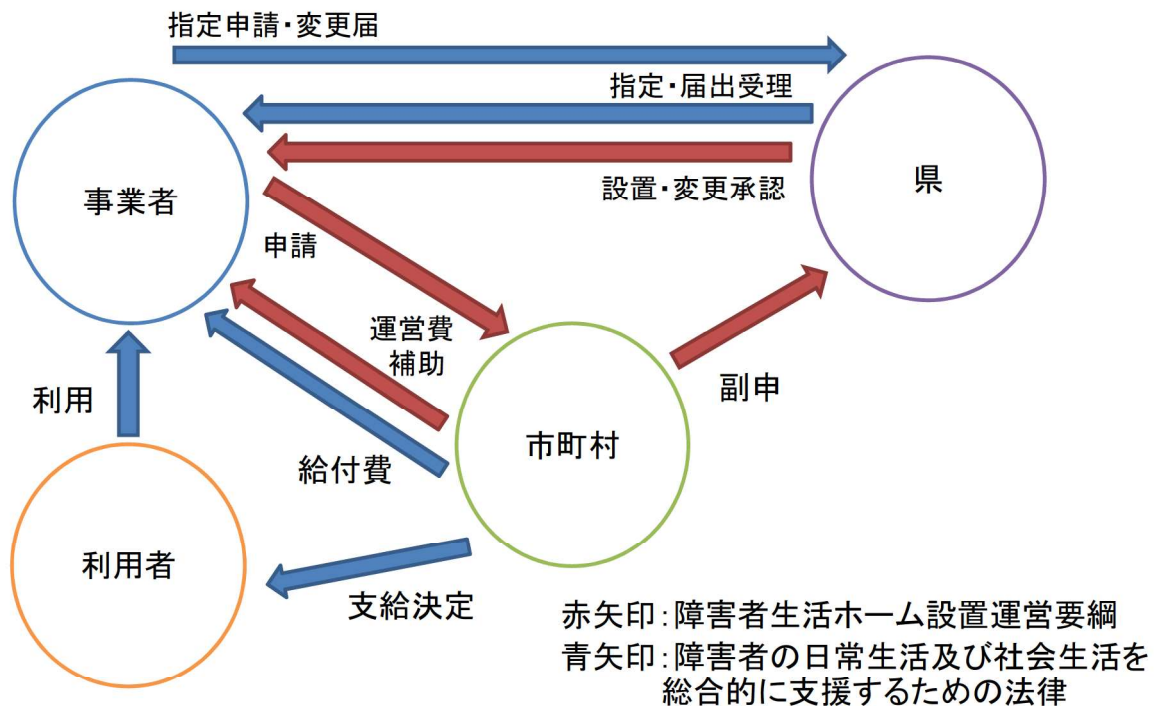 指定申請・変更届
指定・届出受理
設置・変更承認
事業者
県
申請
運営費
補助
利用
副申
市町村
給付費
利用者
支給決定
赤矢印：障害者生活ホーム設置運営要綱
青矢印：障害者の日常生活及び社会生活を
総合的に支援するための法律